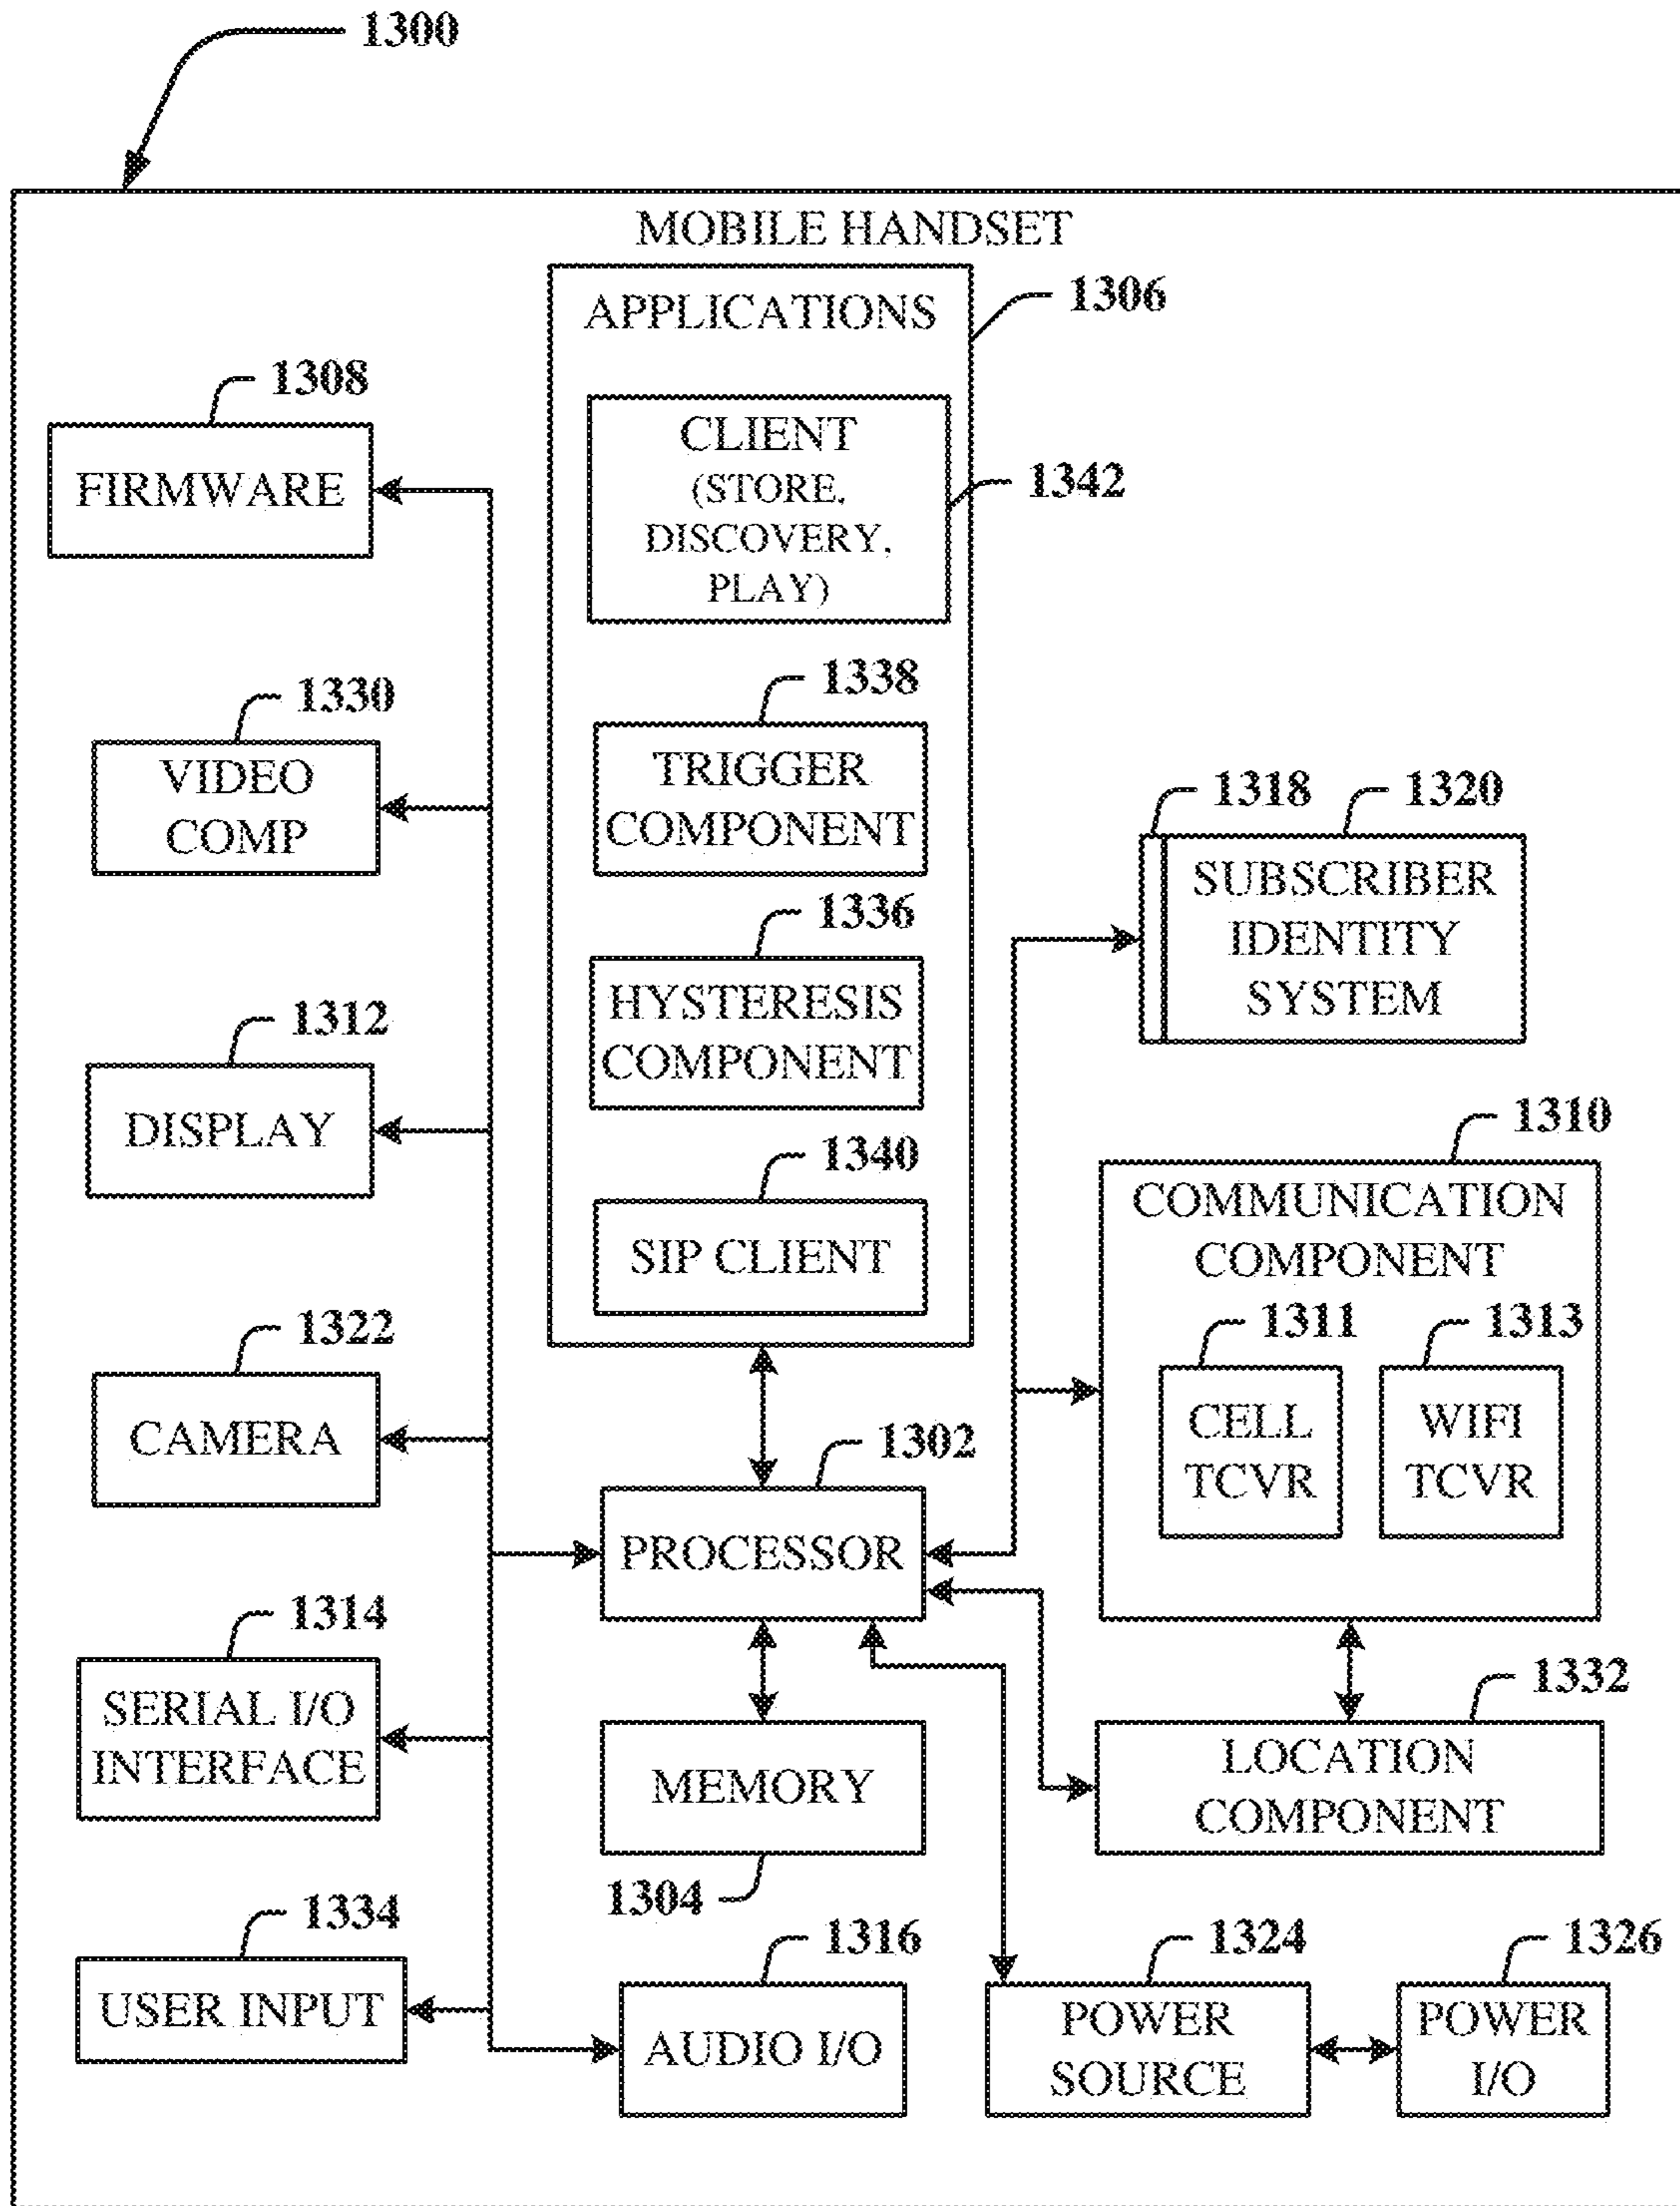 1300
MOBILE HANDSET
APPLICATIONS
1306
CLIENT
(STORE,
DISCOVERY,
PLAY)
1342
1308
FIRMWARE
1330
VIDEO
COMP
1338
TRIGGER
COMPONENT
1336
HYSTERESIS
COMPONENT
1318
1320
SUBSCRIBER
IDENTITY
SYSTEM
1312
DISPLAY
1340
SIP CLIENT
1310
COMMUNICATION
COMPONENT
1311
CELL
TCVR
1313
WIFI
TCVR
1322
CAMERA
1302
PROCESSOR
1314
SERIAL I/O
INTERFACE
MEMORY
1304
1332
LOCATION
COMPONENT
1334
USER INPUT
1316
AUDIO I/O
1324
POWER
SOURCE
1326
POWER
I/O